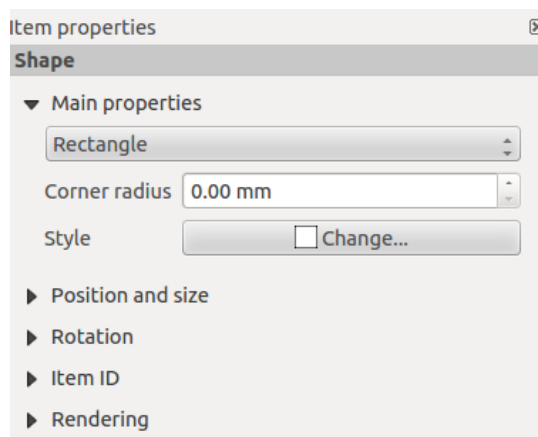 Item properties
Shape
Main properties
Rectangle
Corner radius 0.00 mm
Style Change...
Position and size
Rotation
Item ID
Rendering